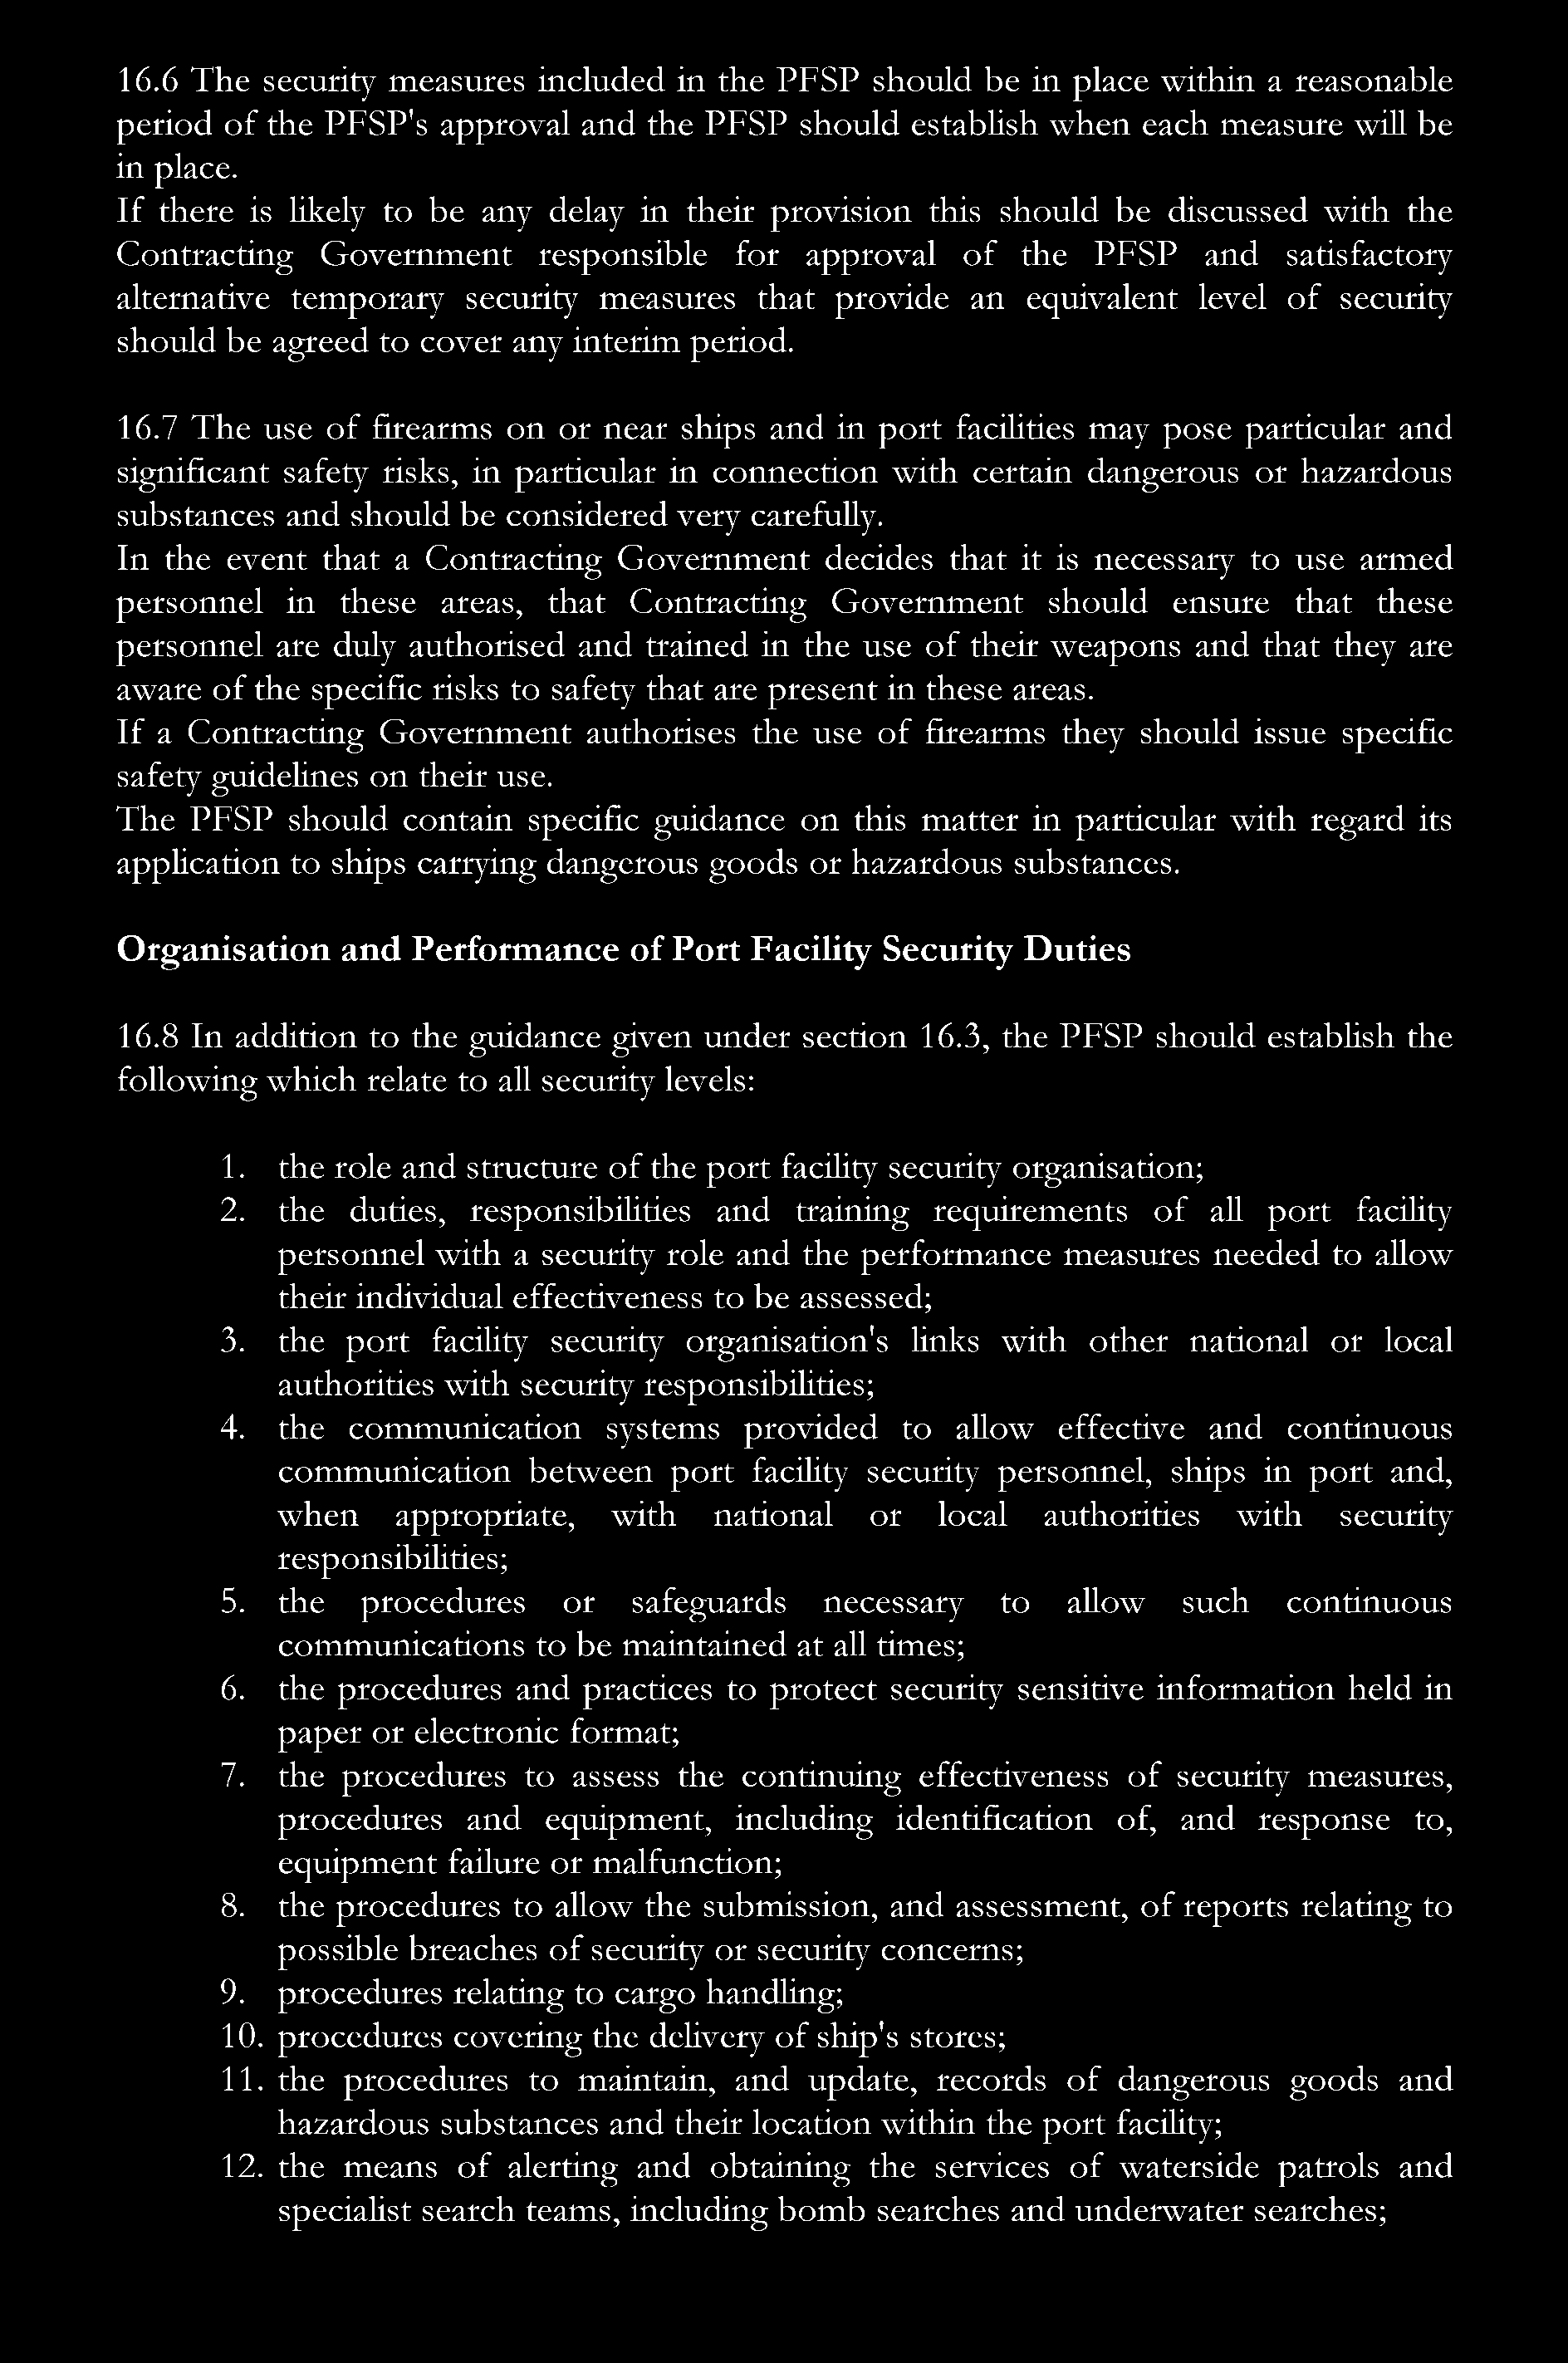 16.6 The security measures included in the PFSP should be in place within a reasonable
period of the PFSP's approval and the PFSP should establish when each measure will be
in place.
If there is likely to be any delay in their provision this should be discussed with the
Contracting Government responsible for approval of the PFSP and satisfactory
alternative temporary security measures that provide an equivalent level of security
should be agreed to cover any interim period.
16.7 The use of firearms on or near ships and in port facilities may pose particular and
significant safety risks, in particular in connection with certain dangerous or hazardous
substances and should be considered very carefully.
In the event that a Contracting Government decides that it is necessary to use armed
personnel in these areas, that Contracting Government should ensure that these
personnel are duly authorised and trained in the use of their weapons and that they are
aware of the specific risks to safety that are present in these areas.
If a Contracting Government authorises the use of firearms they should issue specific
safety guidelines on their use.
The PFSP should contain specific guidance on this matter in particular with regard its
application to ships carrying dangerous goods or hazardous substances.
Organisation and Performance of Port Facility Security Duties
16.8 In addition to the guidance given under section 16.3, the PFSP should establish the
following which relate to all security levels:
1. the role and structure of the port facility security organisation;
2. the duties, responsibilities and training requirements of all port facility
personnel with a security role and the performance measures needed to allow
their individual effectiveness to be assessed;
3. the port facility security organisation's links with other national or local
authorities with security responsibilities;
4. the communication systems provided to allow effective and continuous
communication between port facility security personnel, ships in port and,
when appropriate, with national or local authorities with security
responsibilities;
5. the procedures or safeguards necessary to allow such continuous
communications to be maintained at all times;
6. the procedures and practices to protect security sensitive information held in
paper or electronic format;
7. the procedures to assess the continuing effectiveness of security measures,
procedures and equipment, including identification of, and response to,
equipment failure or malfunction;
8. the procedures to allow the submission, and assessment, of reports relating to
possible breaches of security or security concerns;
9. procedures relating to cargo handling;
10. procedures covering the delivery of ship's stores;
11. the procedures to maintain, and update, records of dangerous goods and
hazardous substances and their location within the port facility;
12. the means of alerting and obtaining the services of waterside patrols and
specialist search teams, including bomb searches and underwater searches;